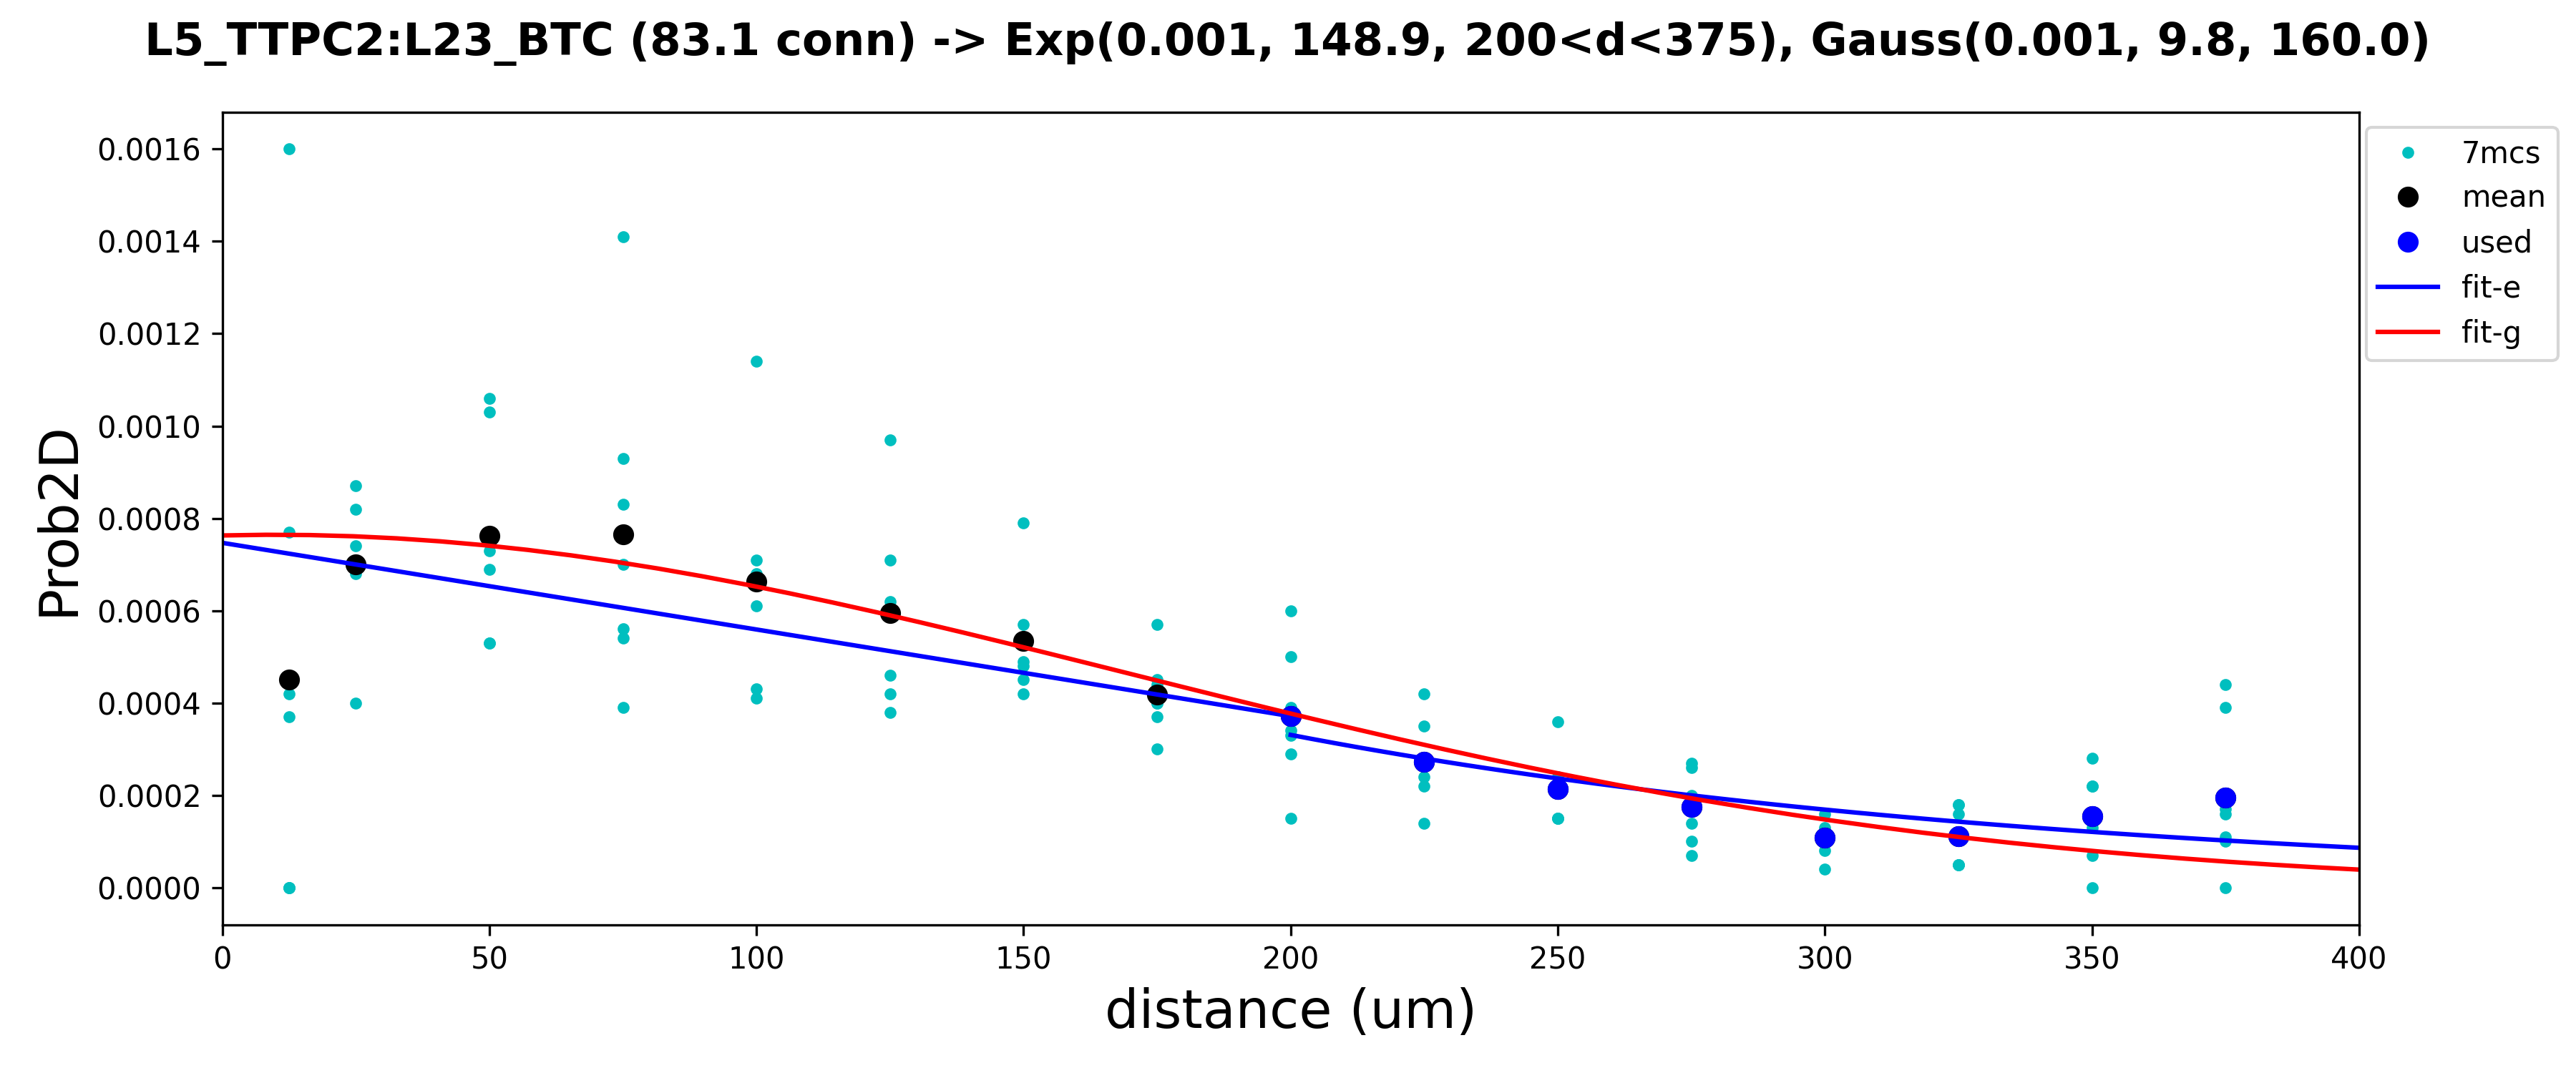 L5_TTPC2:L23_BTC (83.1 conn) -> Exp(0.001, 148.9, 200<d<375), Gauss(0.001, 9.8, 160.0)
0.0016
0.0014
0.0012
0.0010
0.0008
0.0006
0.0004
0.0002
0.0000
Prob2D
0 50 100 150 200 250 300 350 400
distance (um)
7mcs
mean
used
fit-e
fit-g